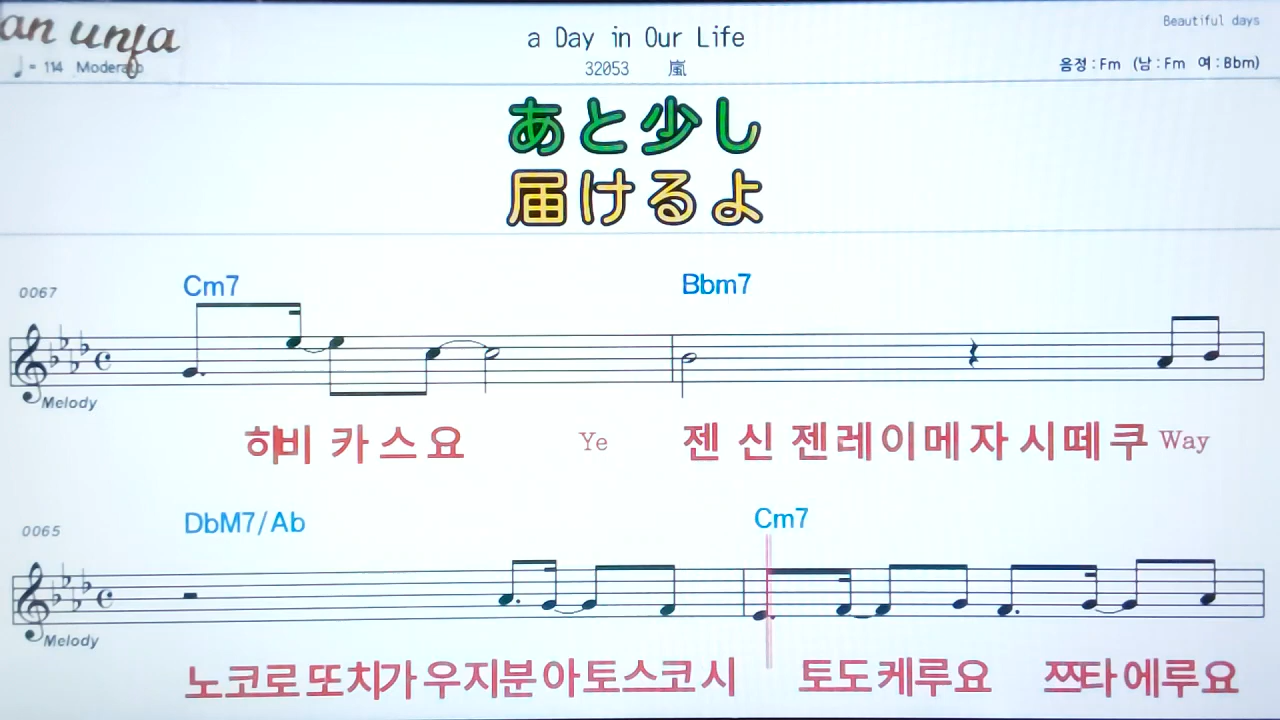 an unfa
a Day in Our Life
Beautiful days
♩= 114 Moderato
32053 嵐
음정 : Fm (남 : Fm 여 : Bbm)
あと少し
届けるよ
Cm7 Bbm7
0067
Melody
히비 카 스 요 Ye 젠 신 젠레이메 자 시떼쿠 Way
DbM7/Ab Cm7
0065
Melody
노코로또치가우지분아토스코시 토도케루요 쯔타에루요